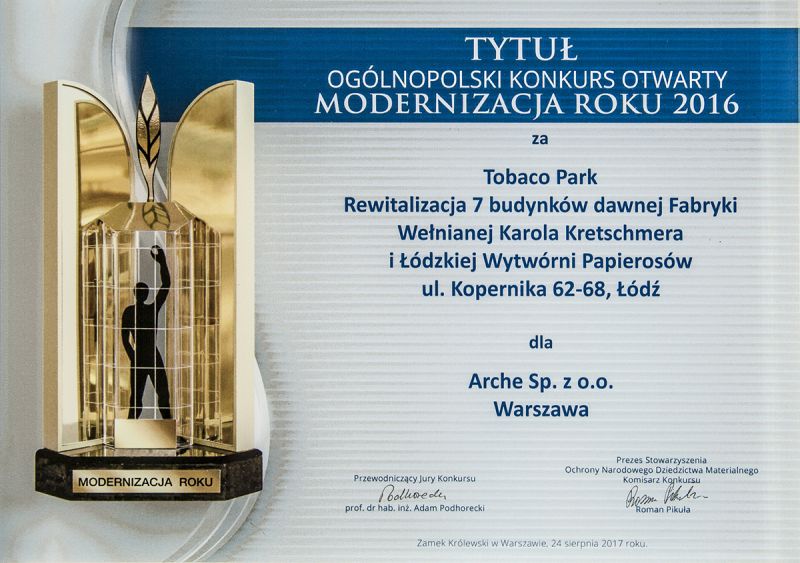 TYTUŁ
OGÓLNOPOLSKI KONKURS OTWARTY
MODERNIZACJA ROKU 2016
za
Tobaco Park
Rewitalizacja 7 budynków dawnej Fabryki
Wełnianej Karola Kretschmera
i Łódzkiej Wytwórni Papierosów
ul. Kopernika 62-68, Łódź
dla
Arche Sp. z o.o.
Warszawa
MODERNIZACJA ROKU
Przewodniczący Jury Konkursu
Podhorecki
prof. dr hab. inż. Adam Podhorecki
Prezes Stowarzyszenia
Ochrony Narodowego Dziedzictwa Materialnego
Komisarz Konkursu
Roman Pikuła
Roman Pikuła
Zamek Królewski w Warszawie, 24 sierpnia 2017 roku.